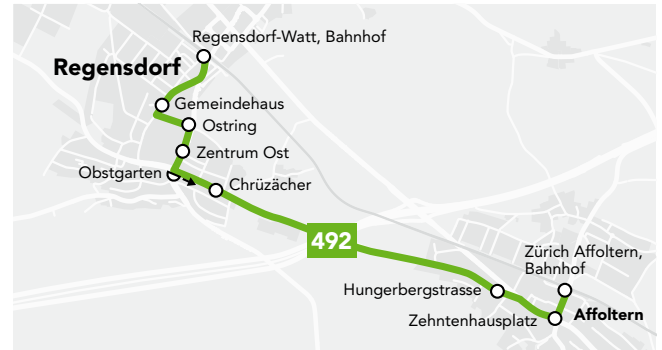 Regensdorf-Watt, Bahnhof
Regensdorf
Gemeindehaus
Ostring
Zentrum Ost
Obstgarten
Chrüzächer
492
Zürich Affoltern,
Bahnhof
Hungerbergstrasse
Zehntenhausplatz
Affoltern